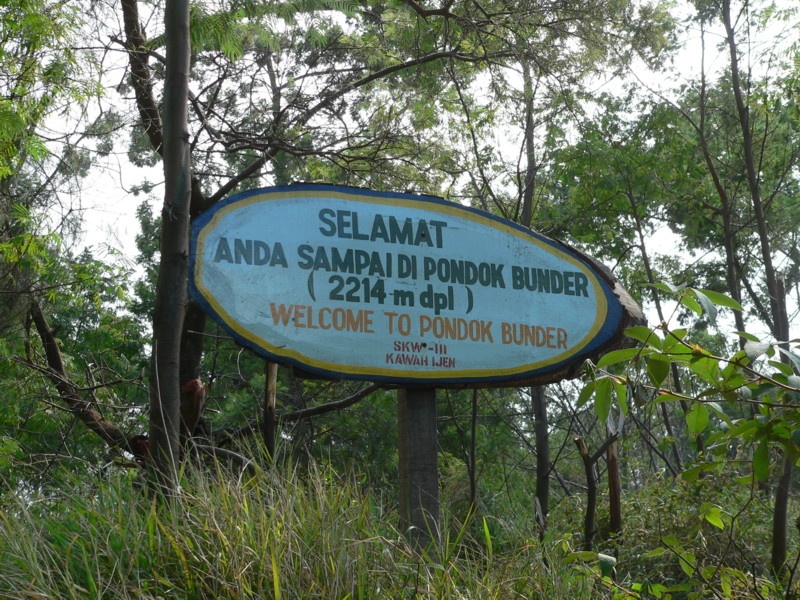 SELAMAT
ANDA SAMPAI DI PONDOK BUNDER
( 2214 - m dpl )
WELCOME TO PONDOK BUNDER
SKW - III
KAWAH IJEN